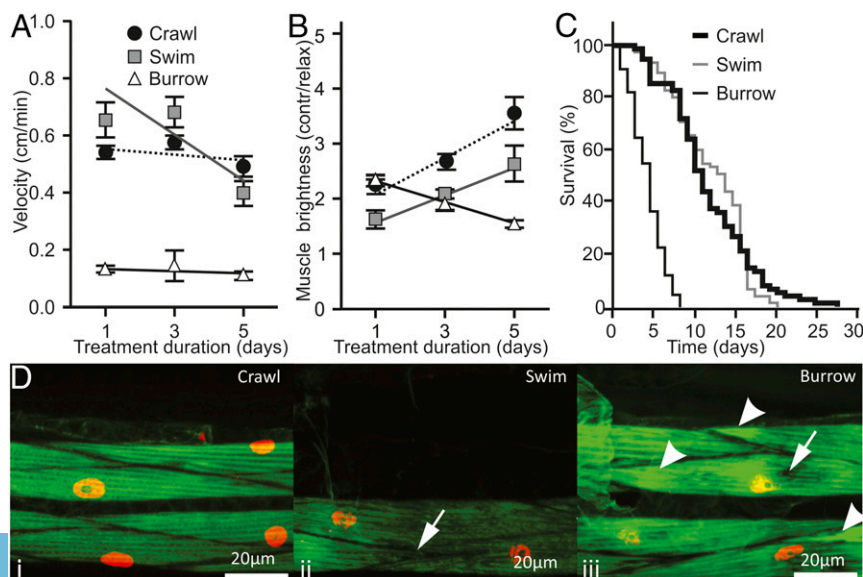 A
Crawl
Swim
Burrow
Velocity (cm/min)
1.0
0.8
0.6
0.4
0.2
0.0
1 3 5
Treatment duration (days)
B
Muscle brightness (contr/relax)
5
4
3
2
1
0
1 3 5
Treatment duration (days)
C
Crawl
Swim
Burrow
Survival (%)
100
80
60
40
20
0
0 5 10 15 20 25 30
Time (days)
D
Crawl
20µm
i
Swim
20µm
ii
Burrow
20µm
iii